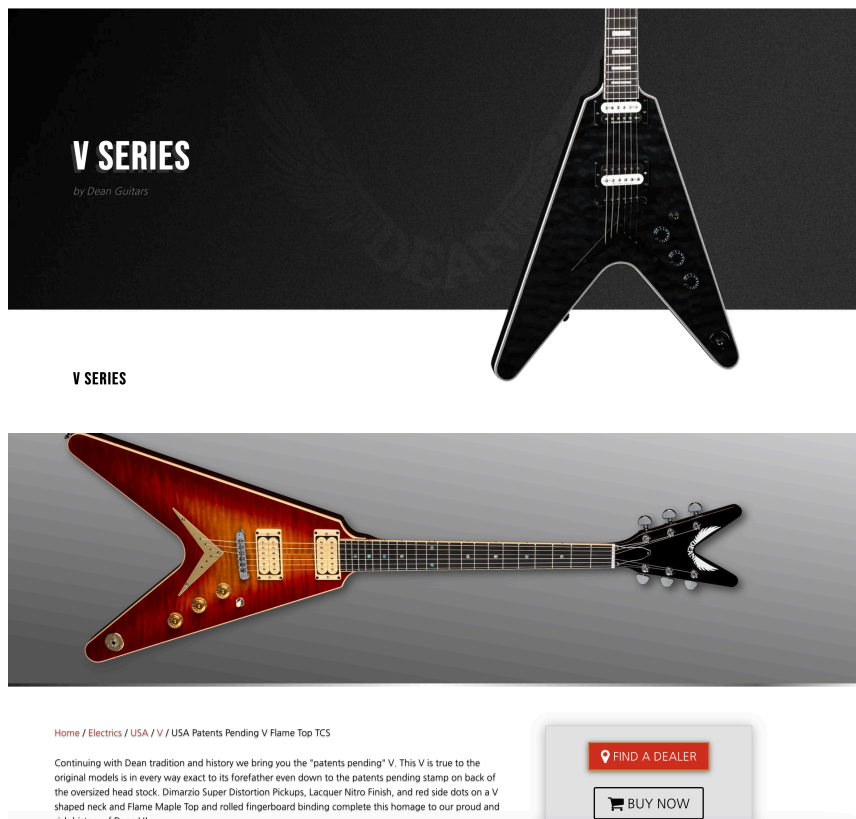 V SERIES
by Dean Guitars
DEAN
V SERIES
DEAN
Home / Electrics / USA / V / USA Patents Pending V Flame Top TCS
FIND A DEALER
Continuing with Dean tradition and history we bring you the "patents pending" V. This V is true to the
original models is in every way exact to its forefather even down to the patents pending stamp on back of
the oversized head stock. Dimarzio Super Distortion Pickups, Lacquer Nitro Finish, and red side dots on a V
shaped neck and Flame Maple Top and rolled fingerboard binding complete this homage to our proud and
BUY NOW